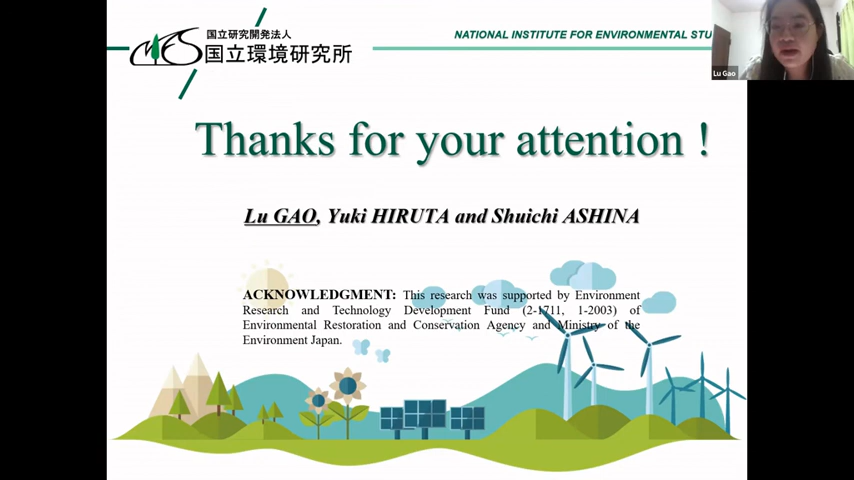 国立研究開発法人
国立環境研究所
NATIONAL INSTITUTE FOR ENVIRONMENTAL
Lu Gao
Thanks for your attention !
Lu GAO, Yuki HIRUTA and Shuichi ASHINA
ACKNOWLEDGMENT: This research was supported by Environment
Research and Technology Development Fund (2-1711, 1-2003) of
Environmental Restoration and Conservation Agency and Ministry of the
Environment Japan.